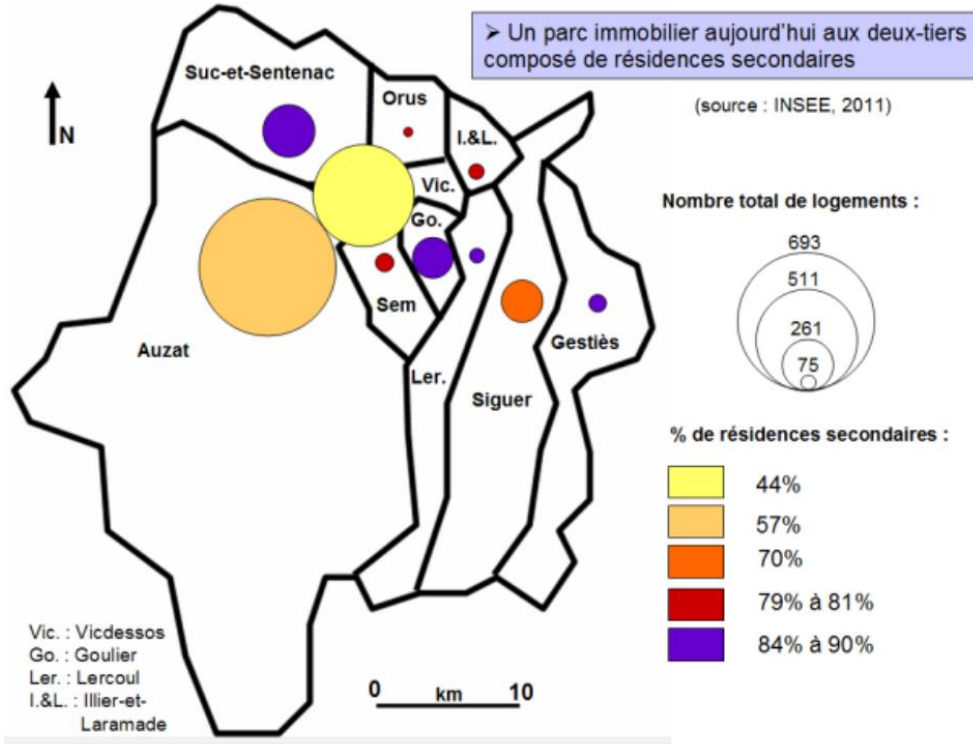 ➢ Un parc immobilier aujourd'hui aux deux-tiers
composé de résidences secondaires
(source : INSEE, 2011)
N
Suc-et-Sentenac
Orus
I.&L.
Vic.
Go.
Sem
Auzat
Ler.
Siguer
Gestiès
Nombre total de logements :
693
511
261
75
% de résidences secondaires :
44%
57%
70%
79% à 81%
84% à 90%
Vic. : Vicdessos
Go. : Goulier
Ler. : Lercoul
I.&L. : Illier-et-
Laramade
0 km 10